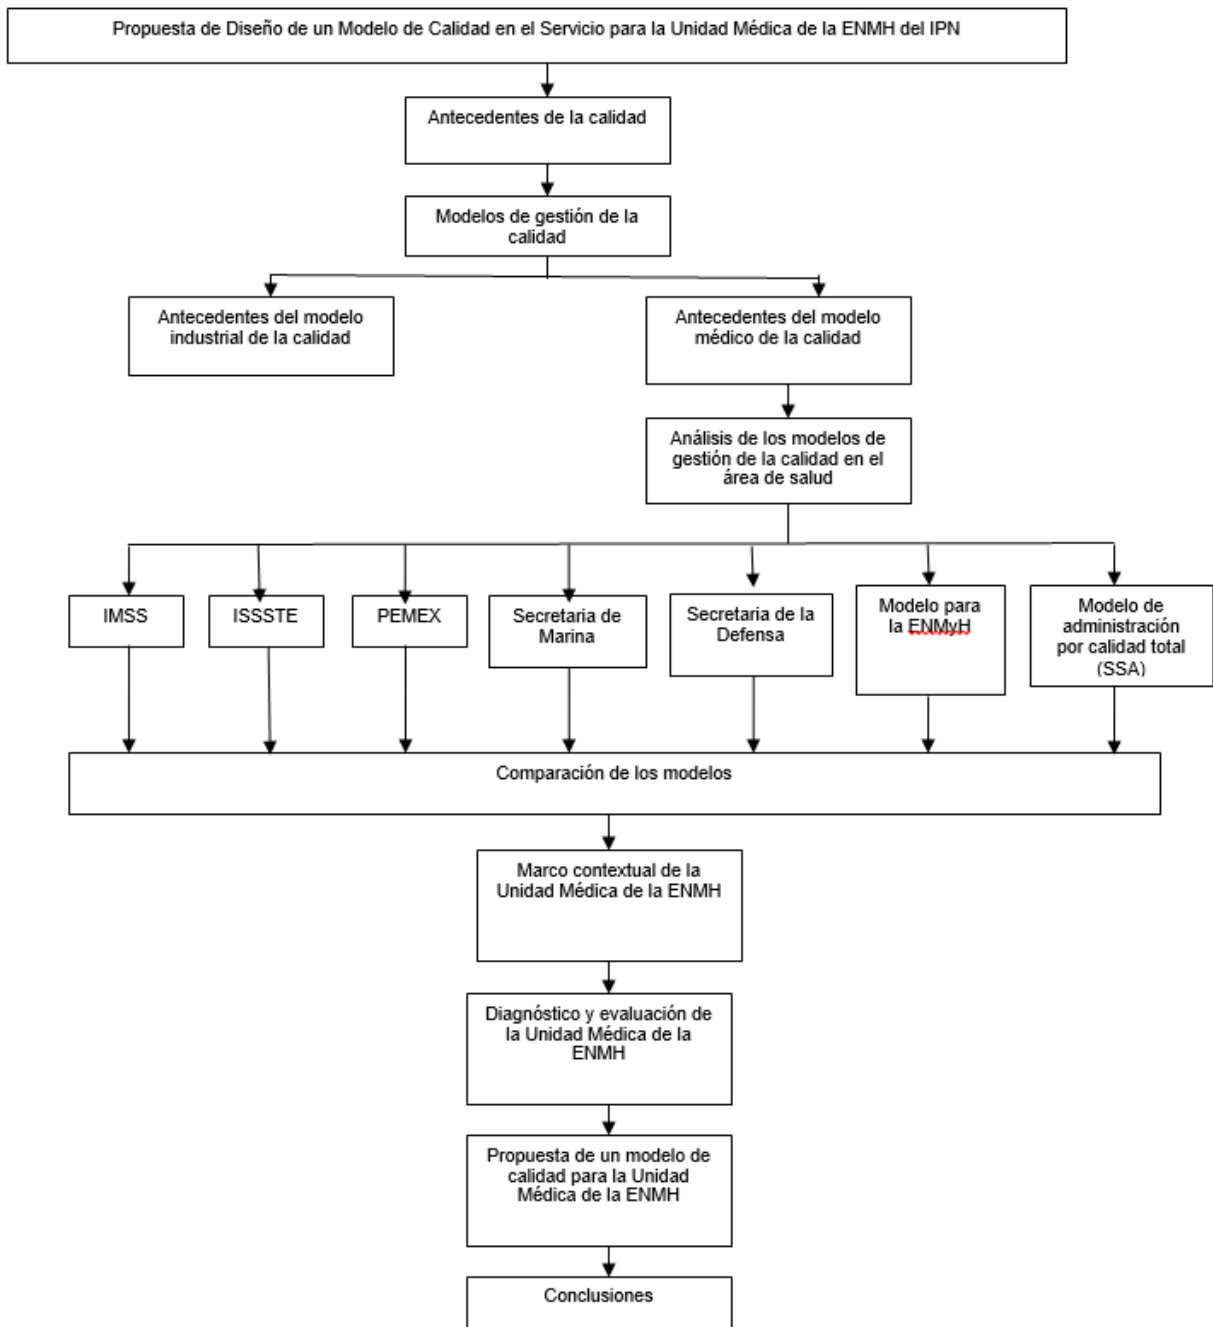 Propuesta de Diseño de un Modelo de Calidad en el Servicio para la Unidad Médica de la ENMH del IPN
Antecedentes de la calidad
Modelos de gestión de la
calidad
Antecedentes del modelo
industrial de la calidad
Antecedentes del modelo
médico de la calidad
Análisis de los modelos de
gestión de la calidad en el
área de salud
IMSS
ISSSTE
PEMEX
Secretaria de
Marina
Secretaria de la
Defensa
Modelo para
la ENMyH
Modelo de
administración
por calidad total
(SSA)
Comparación de los modelos
Marco contextual de la
Unidad Médica de la ENMH
Diagnóstico y evaluación de
la Unidad Médica de la
ENMH
Propuesta de un modelo de
calidad para la Unidad
Médica de la ENMH
Conclusiones